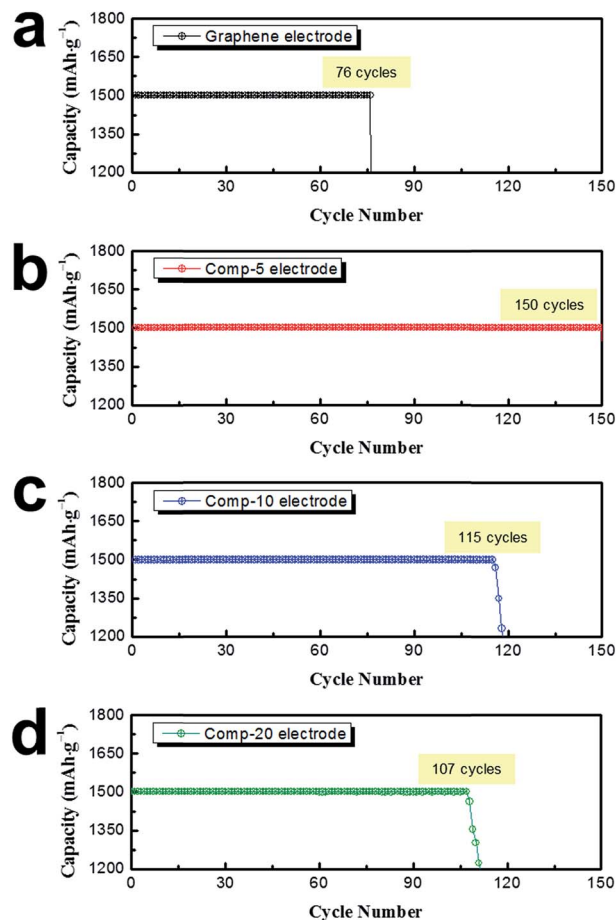 a
Graphene electrode
76 cycles
Capacity (mAh·g⁻¹)
1800
1650
1500
1350
1200
0 30 60 90 120 150
Cycle Number
b
Comp-5 electrode
150 cycles
Capacity (mAh·g⁻¹)
1800
1650
1500
1350
1200
0 30 60 90 120 150
Cycle Number
c
Comp-10 electrode
115 cycles
Capacity (mAh·g⁻¹)
1800
1650
1500
1350
1200
0 30 60 90 120 150
Cycle Number
d
Comp-20 electrode
107 cycles
Capacity (mAh·g⁻¹)
1800
1650
1500
1350
1200
0 30 60 90 120 150
Cycle Number